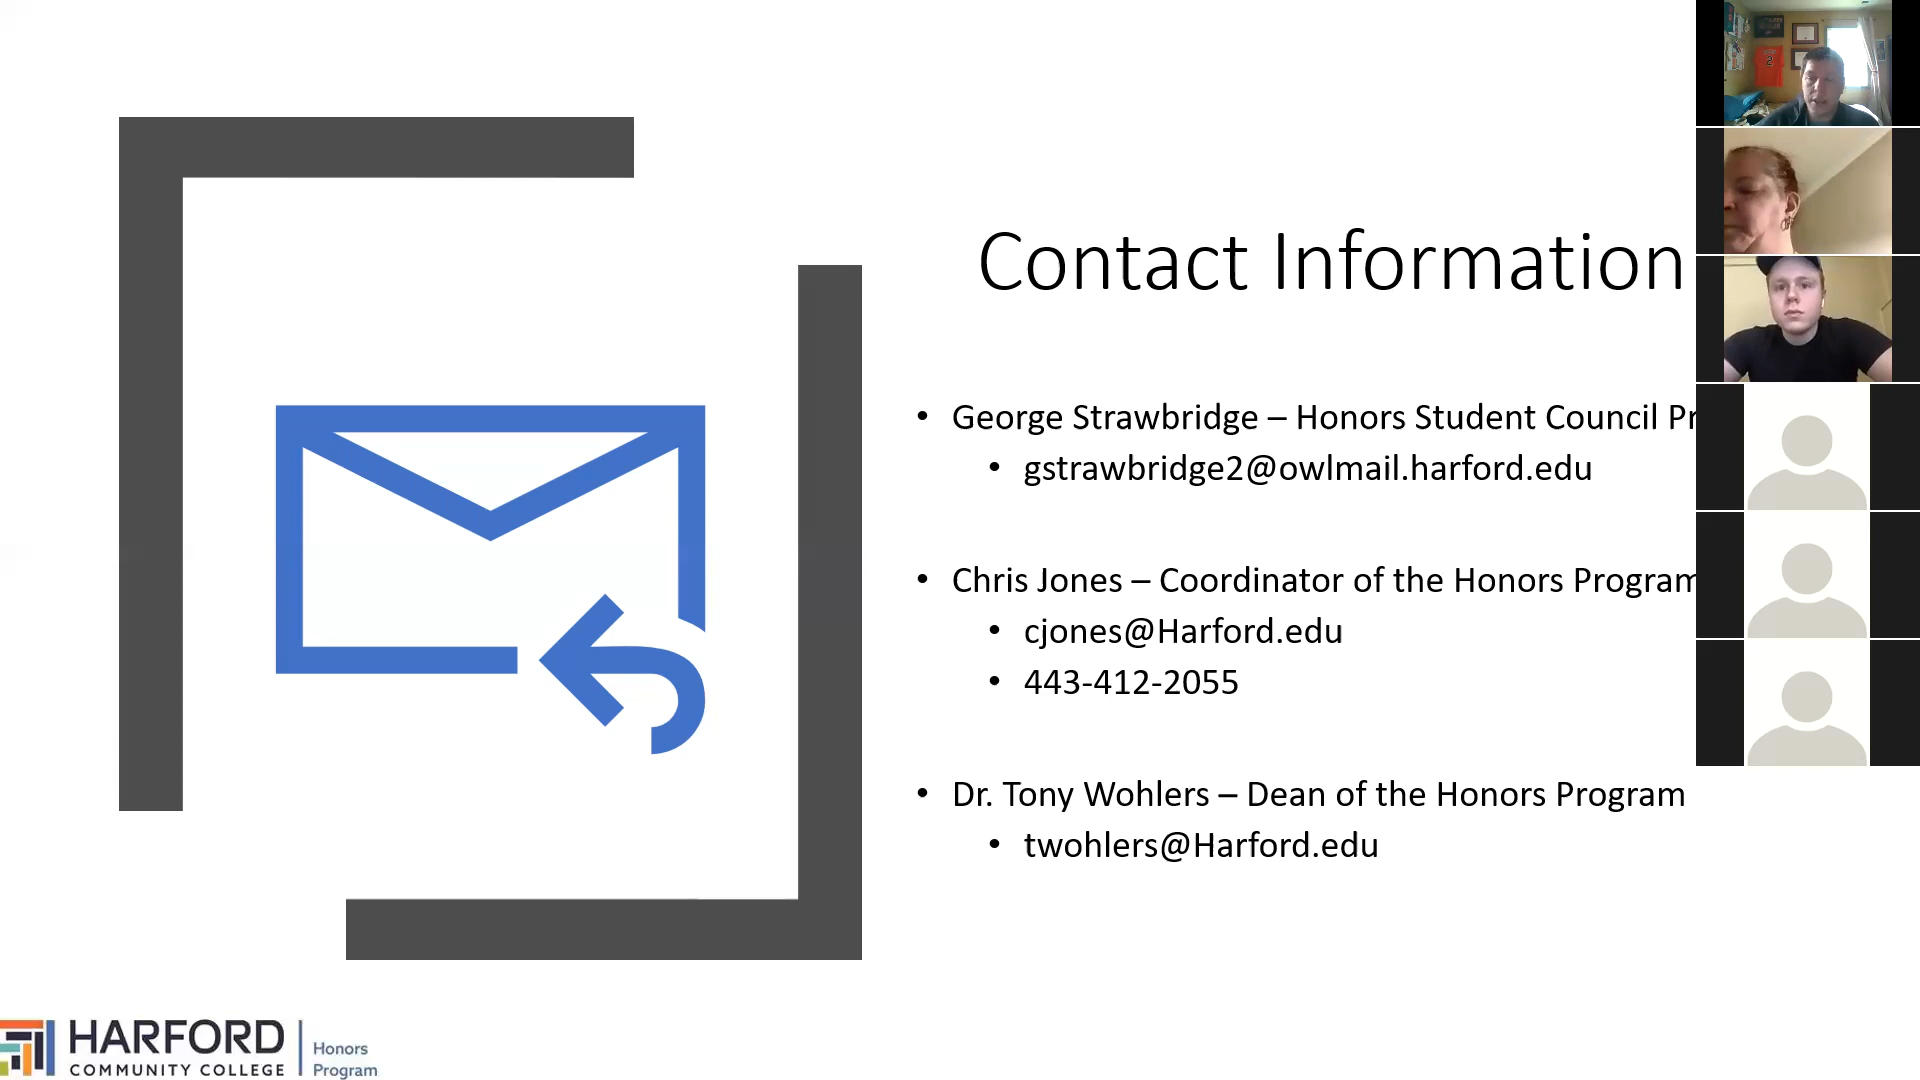 Contact Information
• George Strawbridge – Honors Student Council Pr
• gstrawbridge2@owlmail.harford.edu
• Chris Jones – Coordinator of the Honors Program
• cjones@Harford.edu
• 443-412-2055
• Dr. Tony Wohlers – Dean of the Honors Program
• twohlers@Harford.edu
HARFORD
COMMUNITY COLLEGE
Honors
Program
2